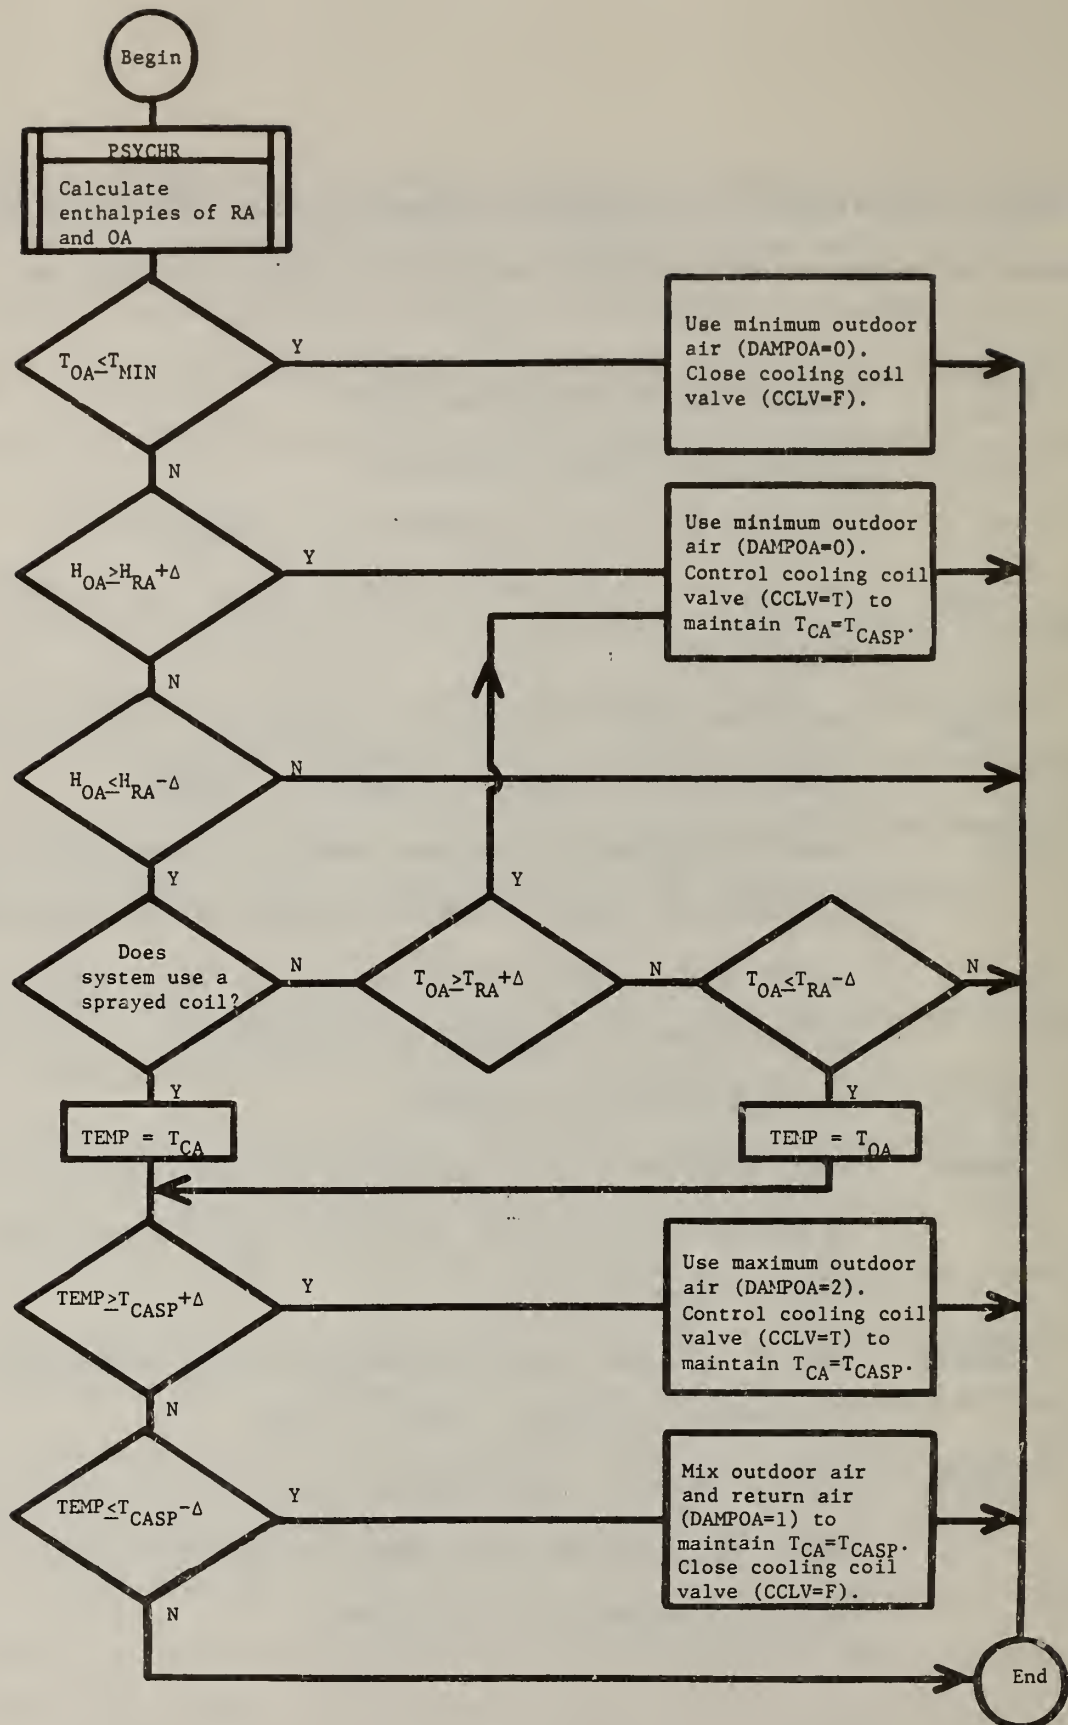 Begin
PSYCHR
Calculate
enthalpies of RA
and OA
T_OA≤T_MIN
Y
Use minimum outdoor
air (DAMPOA=0).
Close cooling coil
valve (CCLV=F).
N
H_OA≥H_RA+Δ
Y
Use minimum outdoor
air (DAMPOA=0).
Control cooling coil
valve (CCLV=T) to
maintain T_CA=T_CASP.
N
H_OA≤H_RA-Δ
N
Y
Does
system use a
sprayed coil?
N
Y
T_OA≥T_RA+Δ
N
T_OA≤T_RA-Δ
N
Y
TEMP = T_CA
Y
TEMP = T_OA
TEMP≥T_CASP+Δ
Y
Use maximum outdoor
air (DAMPOA=2).
Control cooling coil
valve (CCLV=T) to
maintain T_CA=T_CASP.
N
TEMP≤T_CASP-Δ
Y
Mix outdoor air
and return air
(DAMPOA=1) to
maintain T_CA=T_CASP.
Close cooling coil
valve (CCLV=F).
N
End